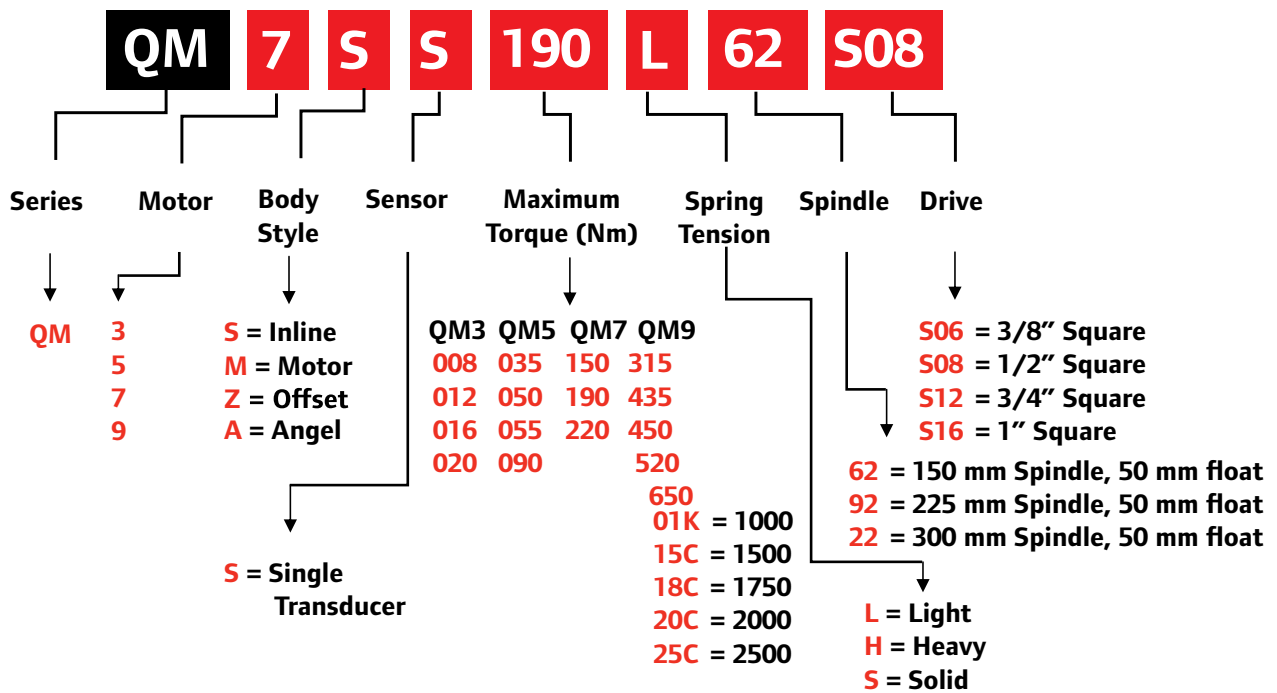 QM 7 S S 190 L 62 S08
Series Motor Body Style Sensor Maximum Torque (Nm) Spring Tension Spindle Drive
QM
3
5
7
9
S = Inline
M = Motor
Z = Offset
A = Angel
S = Single
Transducer
QM3 QM5 QM7 QM9
008 035 150 315
012 050 190 435
016 055 220 450
020 090 520
650
01K = 1000
15C = 1500
18C = 1750
20C = 2000
25C = 2500
S06 = 3/8” Square
S08 = 1/2” Square
S12 = 3/4” Square
S16 = 1” Square
62 = 150 mm Spindle, 50 mm float
92 = 225 mm Spindle, 50 mm float
22 = 300 mm Spindle, 50 mm float
L = Light
H = Heavy
S = Solid